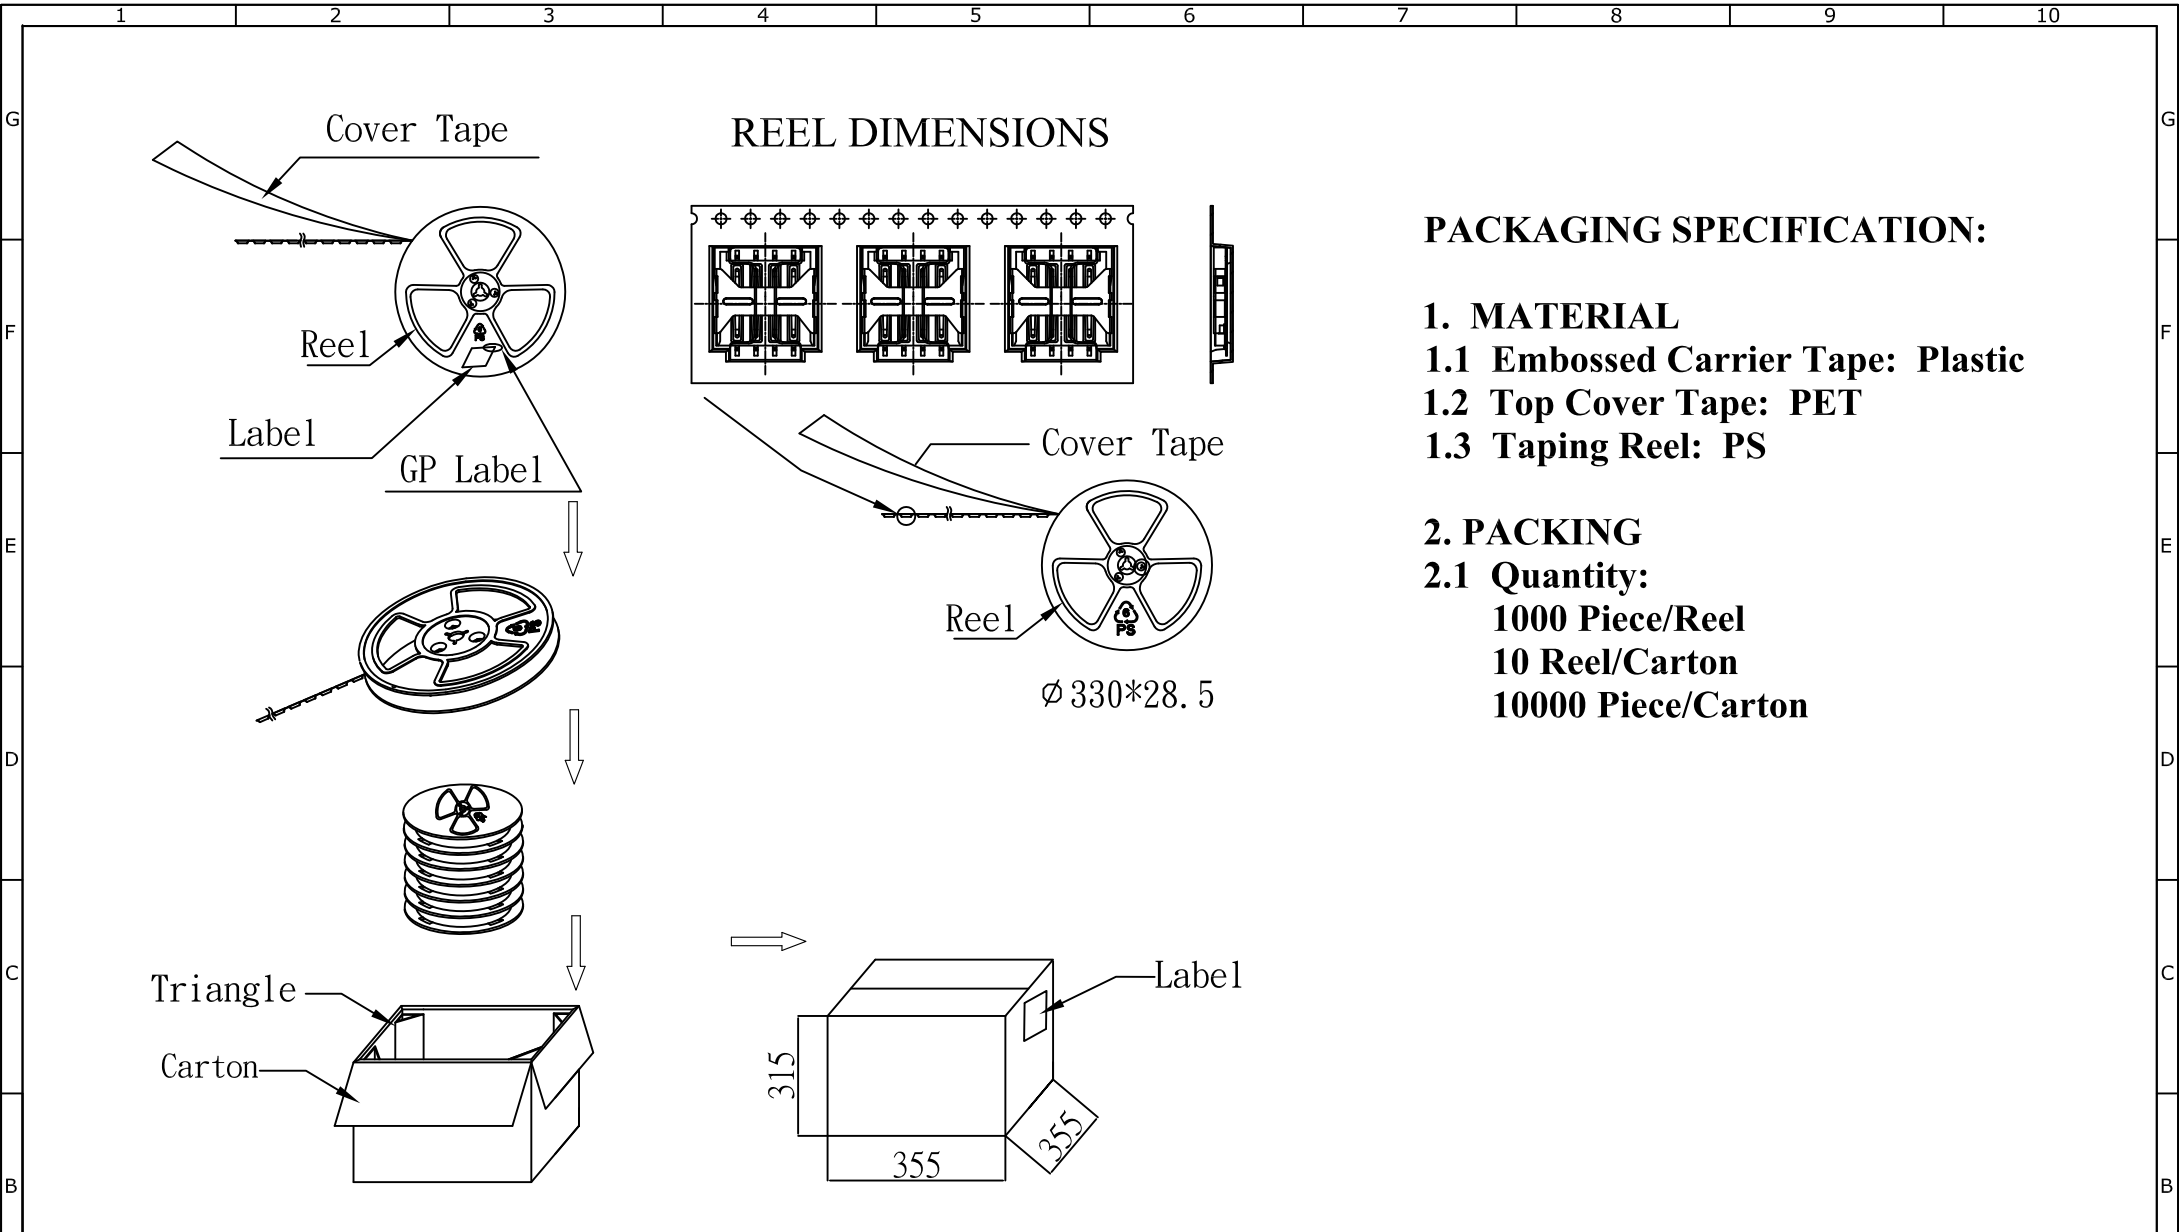 1 2 3 4 5 6 7 8 9 10
G G
F F
E E
D D
C C
B B
Cover Tape
Reel
Label
GP Label
Triangle
Carton
REEL DIMENSIONS
Cover Tape
Reel
6
PS
Ø330*28.5
Label
315
355
355
PACKAGING SPECIFICATION:
1. MATERIAL
1.1 Embossed Carrier Tape: Plastic
1.2 Top Cover Tape: PET
1.3 Taping Reel: PS
2. PACKING
2.1 Quantity:
1000 Piece/Reel
10 Reel/Carton
10000 Piece/Carton